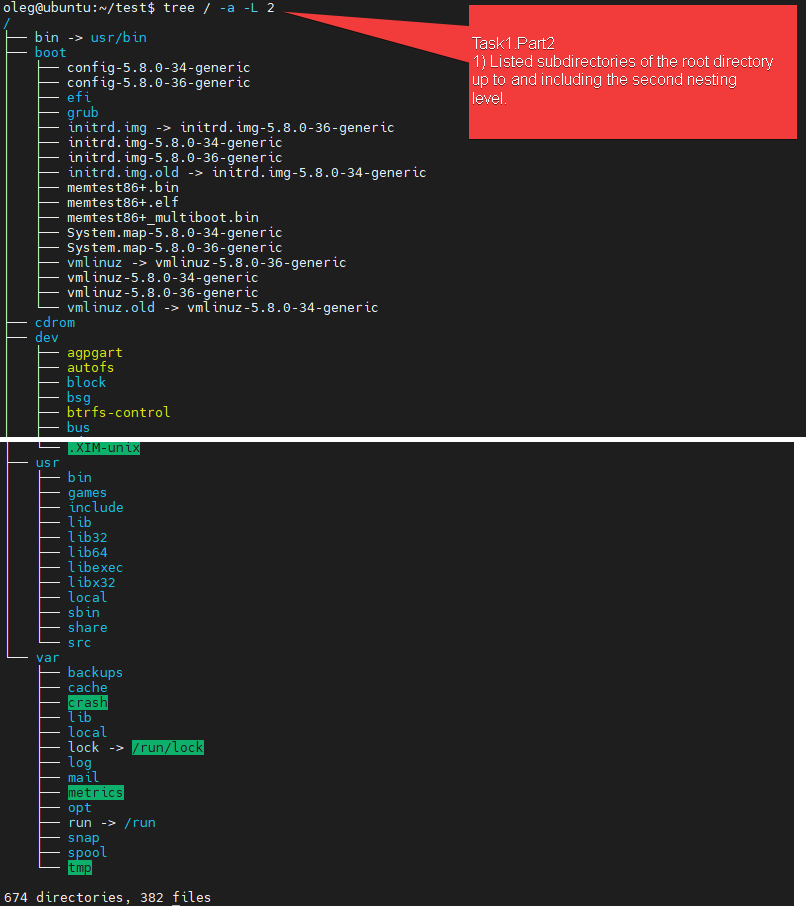 oleg@ubuntu:~/test$ tree / -a -L 2
Task1.Part2
1) Listed subdirectories of the root directory
up to and including the second nesting
level.
/
├── bin -> usr/bin
├── boot
│   ├── config-5.8.0-34-generic
│   ├── config-5.8.0-36-generic
│   ├── efi
│   ├── grub
│   ├── initrd.img -> initrd.img-5.8.0-36-generic
│   ├── initrd.img-5.8.0-34-generic
│   ├── initrd.img-5.8.0-36-generic
│   ├── initrd.img.old -> initrd.img-5.8.0-34-generic
│   ├── memtest86+.bin
│   ├── memtest86+.elf
│   ├── memtest86+_multiboot.bin
│   ├── System.map-5.8.0-34-generic
│   ├── System.map-5.8.0-36-generic
│   ├── vmlinuz -> vmlinuz-5.8.0-36-generic
│   ├── vmlinuz-5.8.0-34-generic
│   ├── vmlinuz-5.8.0-36-generic
│   └── vmlinuz.old -> vmlinuz-5.8.0-34-generic
├── cdrom
├── dev
│   ├── agpgart
│   ├── autofs
│   ├── block
│   ├── bsg
│   ├── btrfs-control
│   ├── bus
│   └── .XIM-unix
├── usr
│   ├── bin
│   ├── games
│   ├── include
│   ├── lib
│   ├── lib32
│   ├── lib64
│   ├── libexec
│   ├── libx32
│   ├── local
│   ├── sbin
│   ├── share
│   └── src
└── var
    ├── backups
    ├── cache
    ├── crash
    ├── lib
    ├── local
    ├── lock -> /run/lock
    ├── log
    ├── mail
    ├── metrics
    ├── opt
    ├── run -> /run
    ├── snap
    ├── spool
    └── tmp
674 directories, 382 files